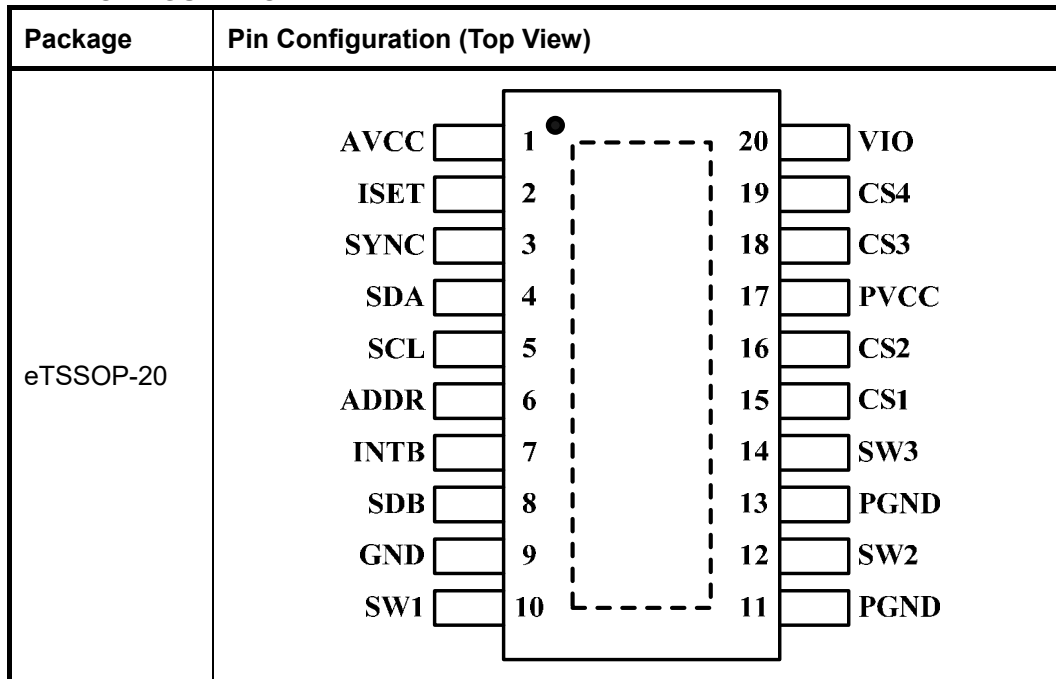 Package Pin Configuration (Top View)
eTSSOP-20
AVCC 1 20 VIO
ISET 2 19 CS4
SYNC 3 18 CS3
SDA 4 17 PVCC
SCL 5 16 CS2
ADDR 6 15 CS1
INTB 7 14 SW3
SDB 8 13 PGND
GND 9 12 SW2
SW1 10 11 PGND